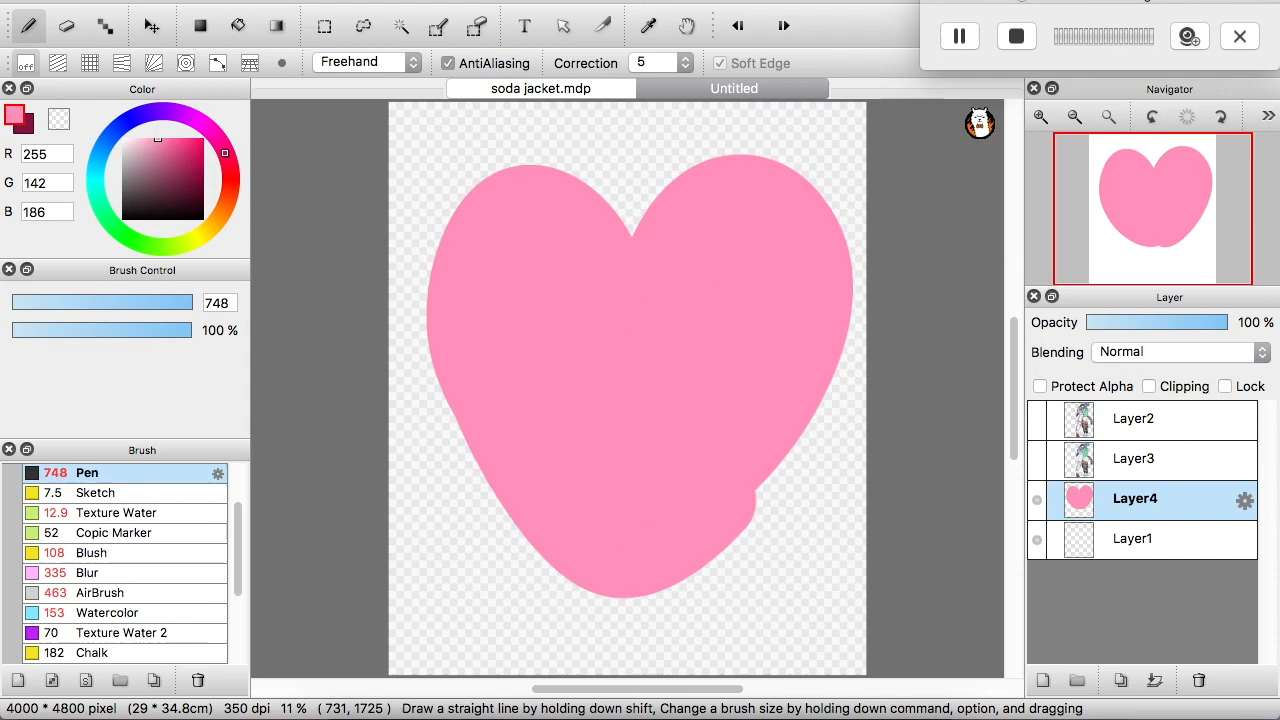 T
off
Freehand
AntiAliasing
Correction
5
Soft Edge
Color
soda jacket.mdp
Untitled
Navigator
R 255
G 142
B 186
Brush Control
748
100 %
Layer
Opacity
100 %
Blending
Normal
Protect Alpha
Clipping
Lock
Layer2
Layer3
Layer4
Layer1
Brush
748 Pen
7.5 Sketch
12.9 Texture Water
52 Copic Marker
108 Blush
335 Blur
463 AirBrush
153 Watercolor
70 Texture Water 2
182 Chalk
4000 * 4800 pixel (29 * 34.8cm) 350 dpi 11 % ( 731, 1725 ) Draw a straight line by holding down shift, Change a brush size by holding down command, option, and dragging